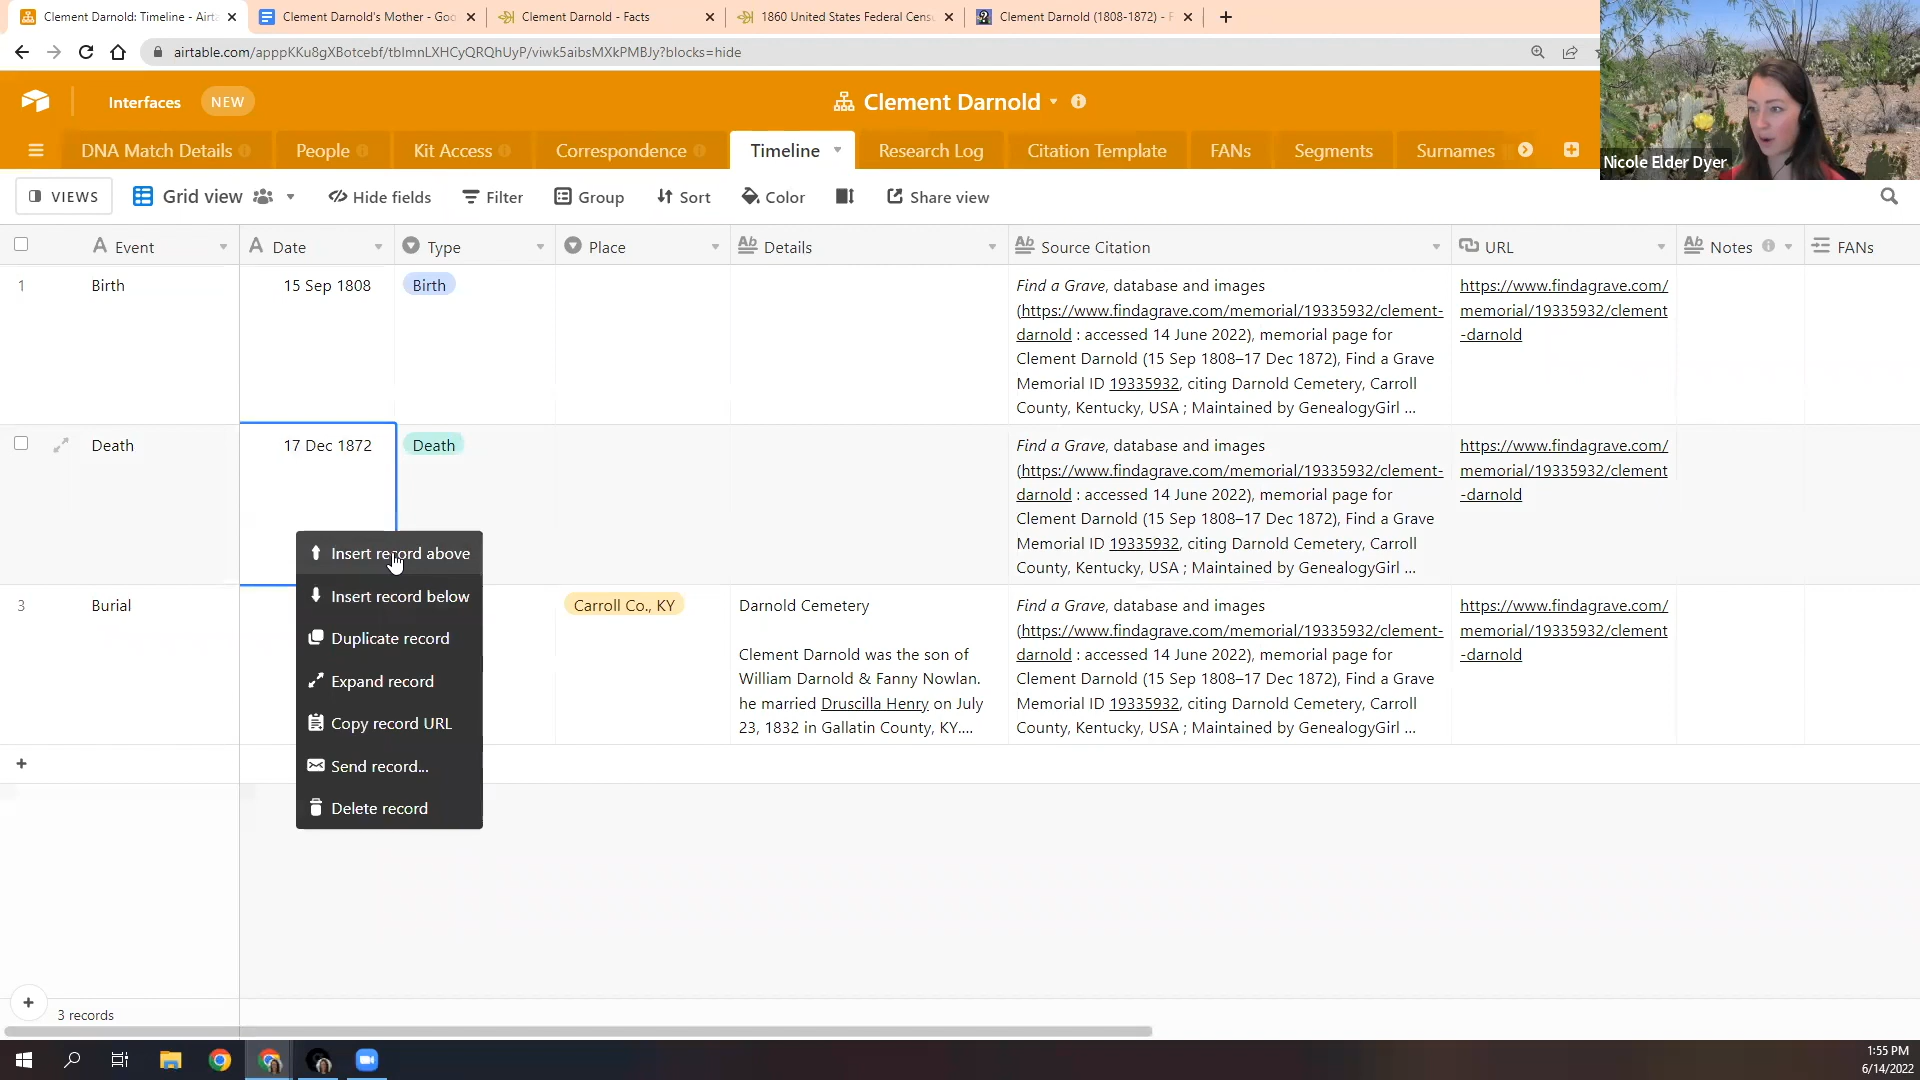 Clement Darnold: Timeline - Airta
Clement Darnold's Mother - Goo
Clement Darnold - Facts
1860 United States Federal Censu
Clement Darnold (1808-1872) - F
airtable.com/apppKKu8gXBotcebf/tblmnLXHCyQRQhUyP/viwk5aibsMXkPMBJy?blocks=hide
Interfaces
NEW
Clement Darnold
DNA Match Details
People
Kit Access
Correspondence
Timeline
Research Log
Citation Template
FANs
Segments
Surnames
Nicole Elder Dyer
VIEWS
Grid view
Hide fields
Filter
Group
Sort
Color
Share view
Event
Date
Type
Place
Details
Source Citation
URL
Notes
FANs
1
Birth
15 Sep 1808
Birth
Find a Grave, database and images
(https://www.findagrave.com/memorial/19335932/clement-
darnold : accessed 14 June 2022), memorial page for
Clement Darnold (15 Sep 1808–17 Dec 1872), Find a Grave
Memorial ID 19335932, citing Darnold Cemetery, Carroll
County, Kentucky, USA ; Maintained by GenealogyGirl ...
https://www.findagrave.com/
memorial/19335932/clement
-darnold
Death
17 Dec 1872
Death
Find a Grave, database and images
(https://www.findagrave.com/memorial/19335932/clement-
darnold : accessed 14 June 2022), memorial page for
Clement Darnold (15 Sep 1808–17 Dec 1872), Find a Grave
Memorial ID 19335932, citing Darnold Cemetery, Carroll
County, Kentucky, USA ; Maintained by GenealogyGirl ...
https://www.findagrave.com/
memorial/19335932/clement
-darnold
3
Burial
Carroll Co., KY
Darnold Cemetery
Clement Darnold was the son of
William Darnold & Fanny Nowlan.
he married Druscilla Henry on July
23, 1832 in Gallatin County, KY....
Find a Grave, database and images
(https://www.findagrave.com/memorial/19335932/clement-
darnold : accessed 14 June 2022), memorial page for
Clement Darnold (15 Sep 1808–17 Dec 1872), Find a Grave
Memorial ID 19335932, citing Darnold Cemetery, Carroll
County, Kentucky, USA ; Maintained by GenealogyGirl ...
https://www.findagrave.com/
memorial/19335932/clement
-darnold
Insert record above
Insert record below
Duplicate record
Expand record
Copy record URL
Send record...
Delete record
3 records
1:55 PM
6/14/2022